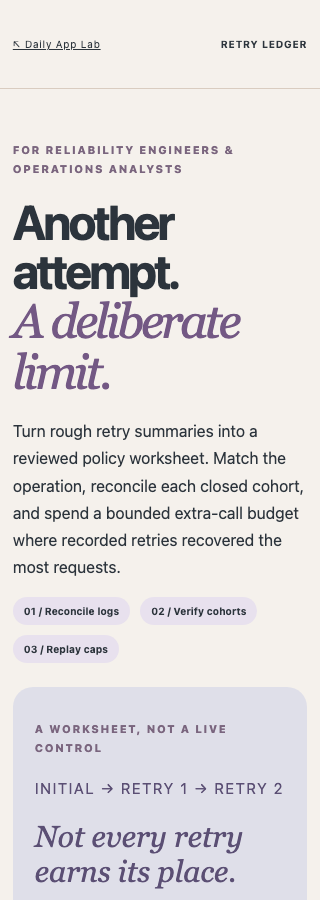 ↖ Daily App Lab
RETRY LEDGER
FOR RELIABILITY ENGINEERS &
OPERATIONS ANALYSTS
Another
attempt.
A deliberate
limit.
Turn rough retry summaries into a
reviewed policy worksheet. Match the
operation, reconcile each closed cohort,
and spend a bounded extra-call budget
where recorded retries recovered the
most requests.
01 / Reconcile logs
02 / Verify cohorts
03 / Replay caps
A WORKSHEET, NOT A LIVE
CONTROL
INITIAL → RETRY 1 → RETRY 2
Not every retry
earns its place.